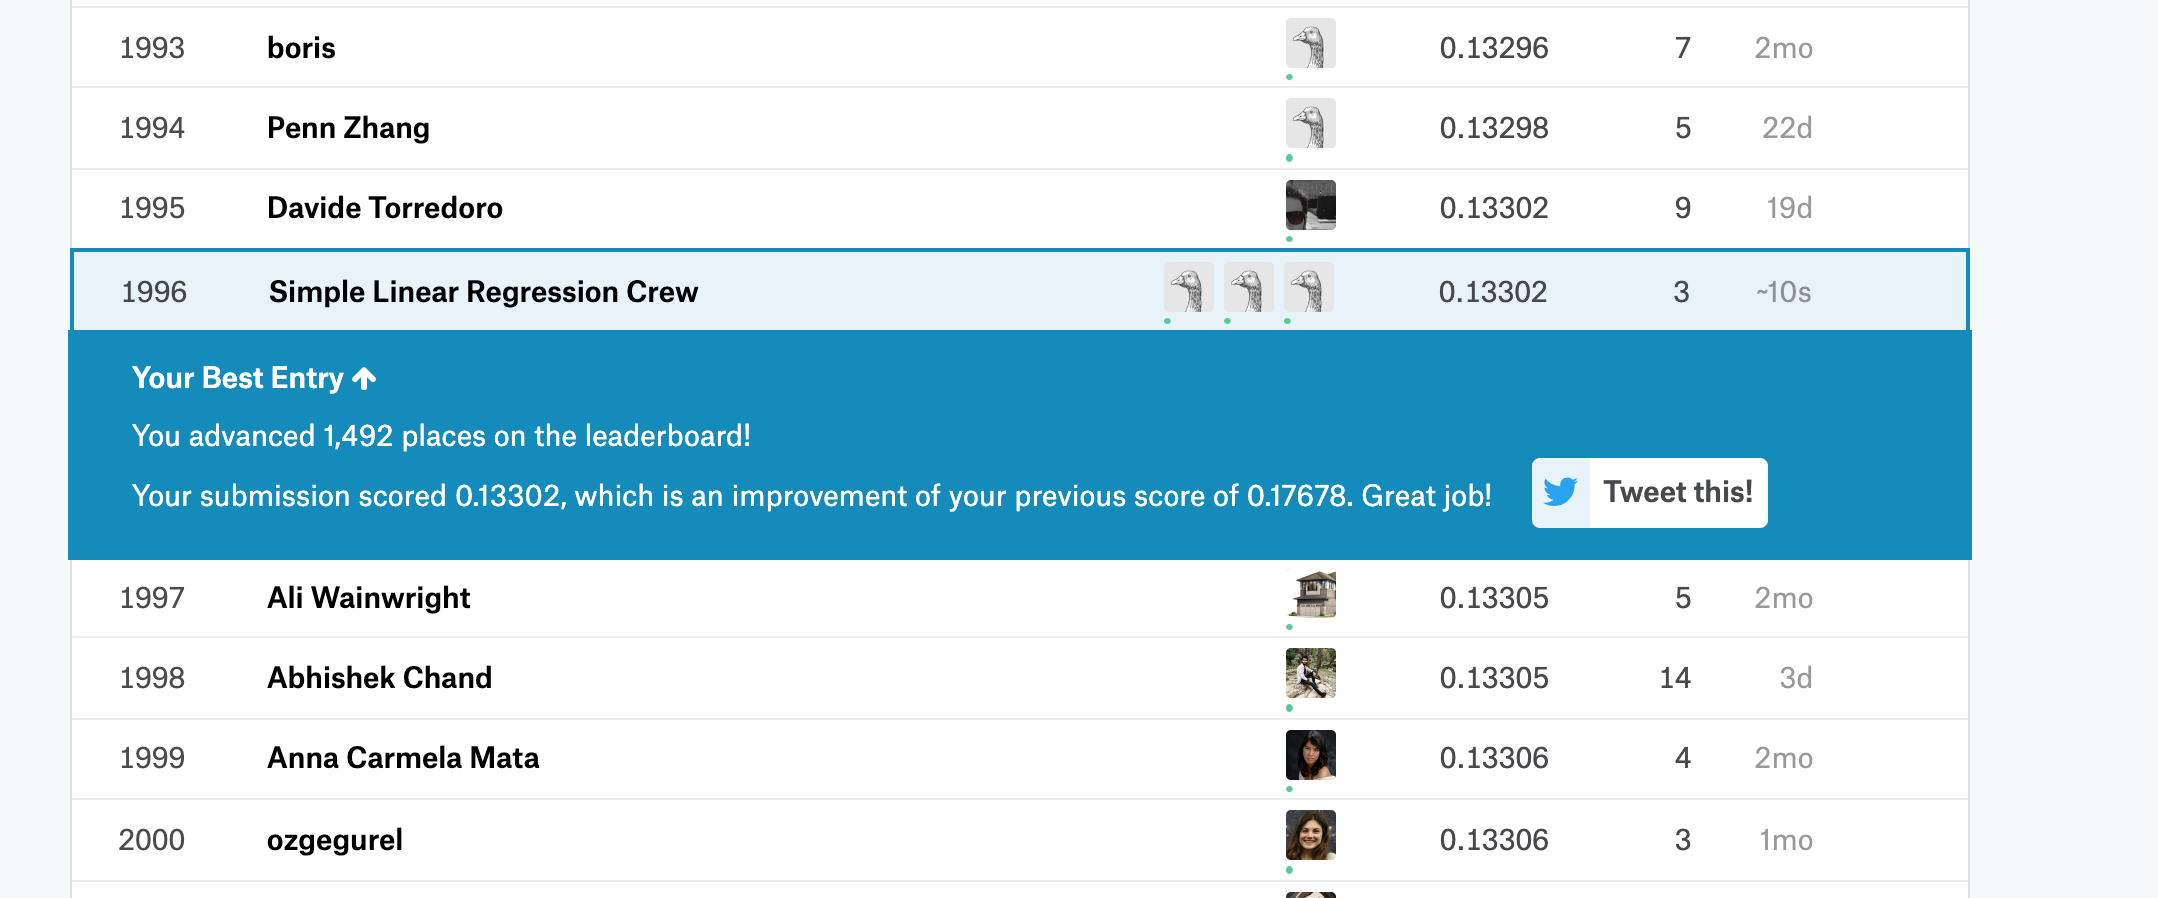 1993 boris 0.13296 7 2mo
1994 Penn Zhang 0.13298 5 22d
1995 Davide Torredoro 0.13302 9 19d
1996 Simple Linear Regression Crew 0.13302 3 ~10s
Your Best Entry
You advanced 1,492 places on the leaderboard!
Your submission scored 0.13302, which is an improvement of your previous score of 0.17678. Great job! Tweet this!
1997 Ali Wainwright 0.13305 5 2mo
1998 Abhishek Chand 0.13305 14 3d
1999 Anna Carmela Mata 0.13306 4 2mo
2000 ozgegurel 0.13306 3 1mo